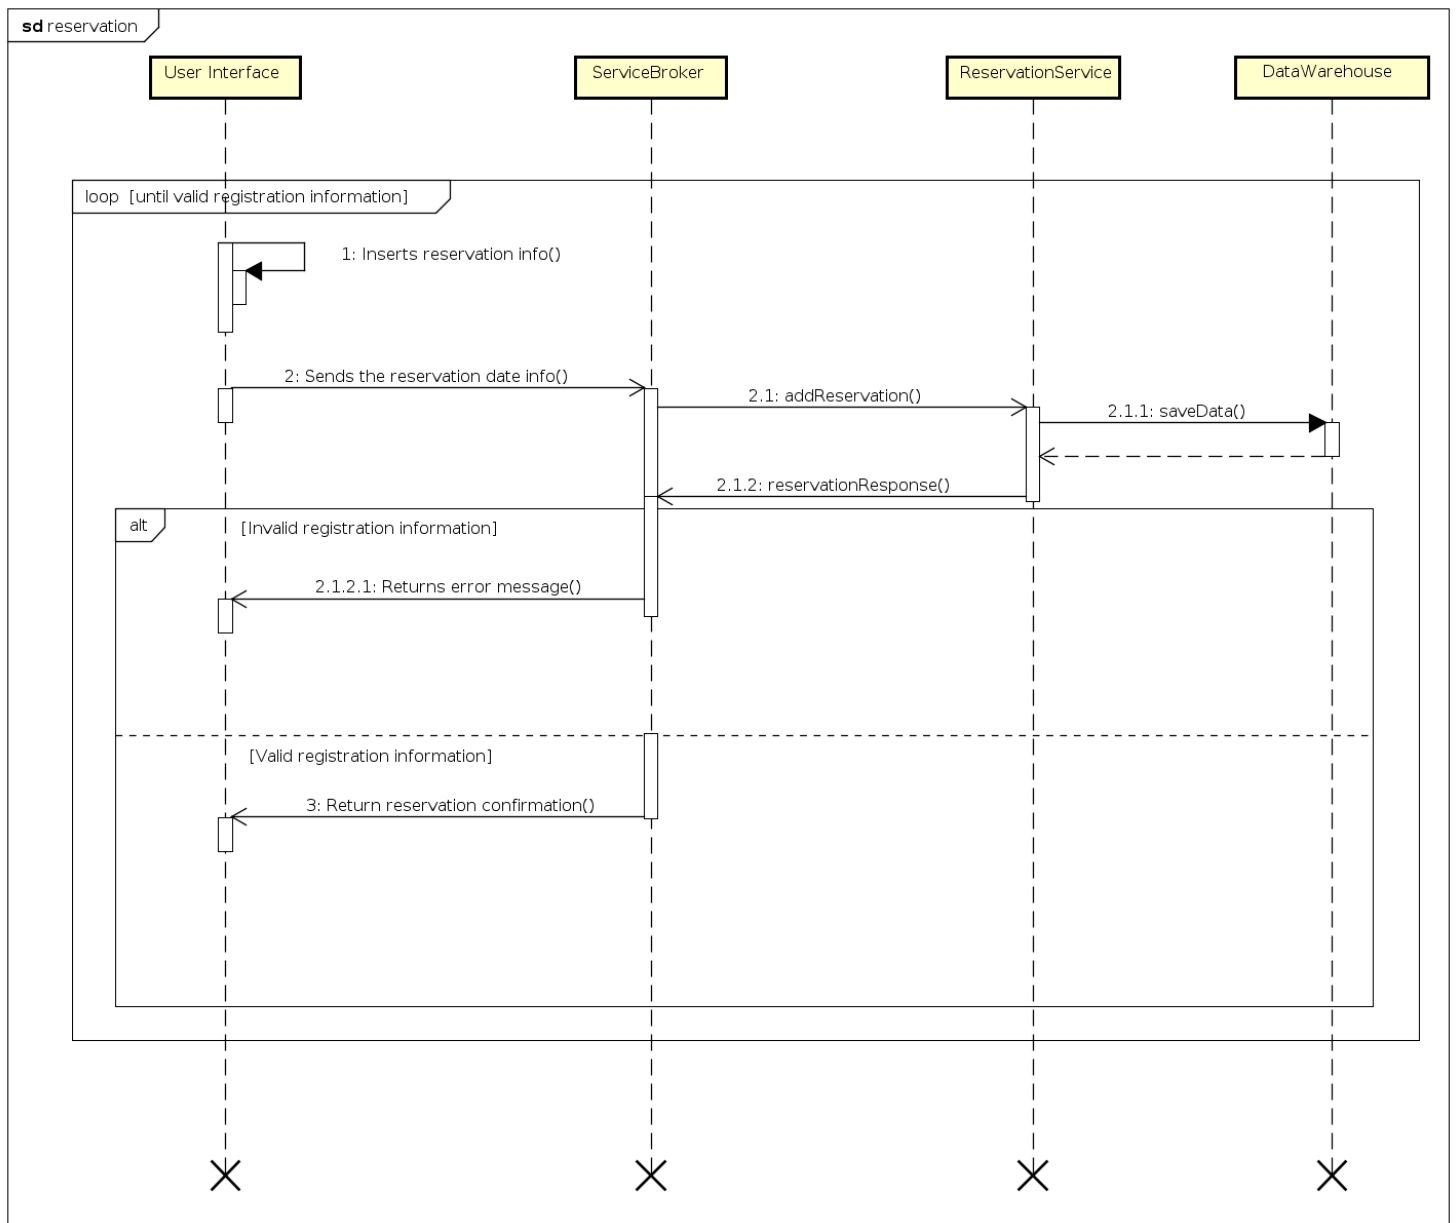 sd reservation
User Interface
ServiceBroker
ReservationService
DataWarehouse
loop [until valid registration information]
1: Inserts reservation info()
2: Sends the reservation date info()
2.1: addReservation()
2.1.1: saveData()
2.1.2: reservationResponse()
alt
[Invalid registration information]
2.1.2.1: Returns error message()
[Valid registration information]
3: Return reservation confirmation()